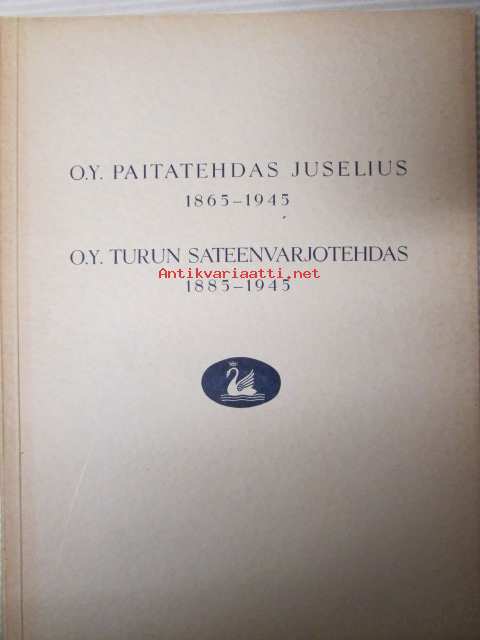 O.Y. PAITATEHDAS JUSELIUS
1865–1945
O.Y. TURUN SATEENVARJOTEHDAS
Antikvariaatti.net
1885–1945